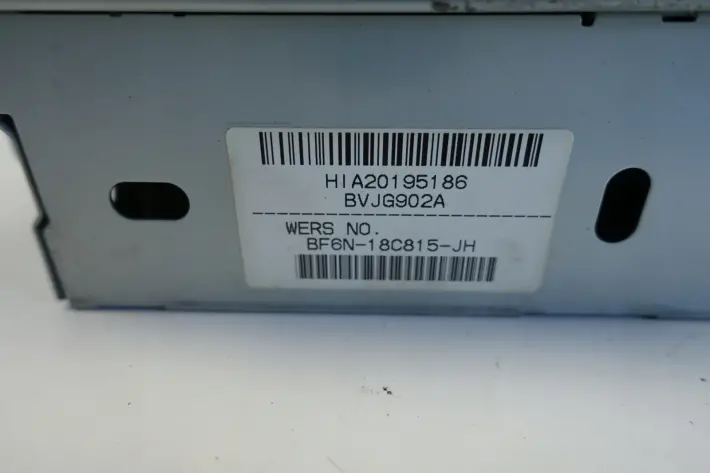 HIA20195186
BVJG902A
WERS NO.
BF6N-18C815-JH